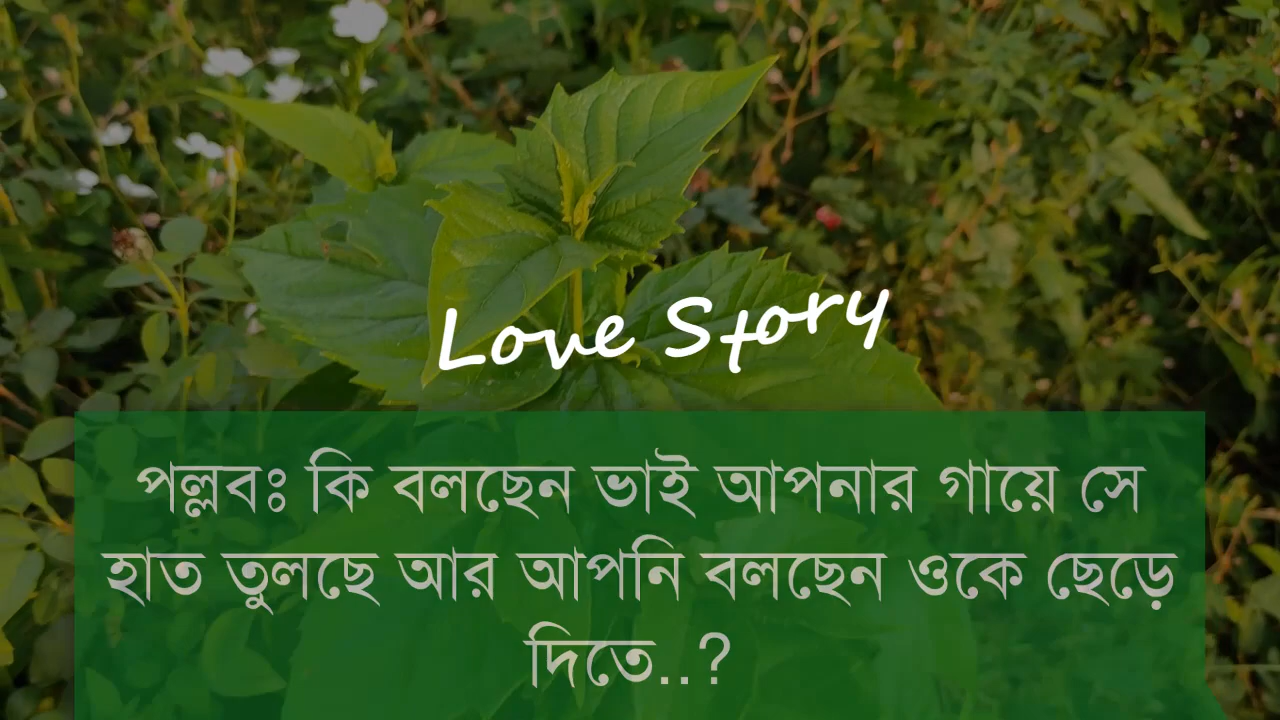 Love Story
পল্লবঃ কি বলছেন ভাই আপনার গায়ে সে
হাত তুলছে আর আপনি বলছেন ওকে ছেড়ে
দিতে..?